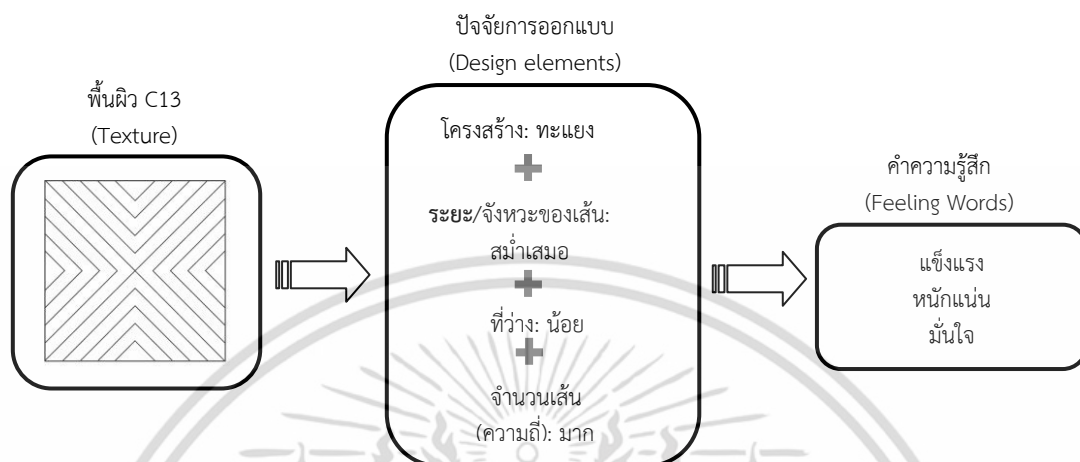 พื้นผิว C13
(Texture)
ปัจจัยการออกแบบ
(Design elements)
โครงสร้าง: ทะแยง
ระยะ/จังหวะของเส้น:
สม่ำเสมอ
ที่ว่าง: น้อย
จำนวนเส้น
(ความถี่): มาก
คำความรู้สึก
(Feeling Words)
แข็งแรง
หนักแน่น
มั่นใจ